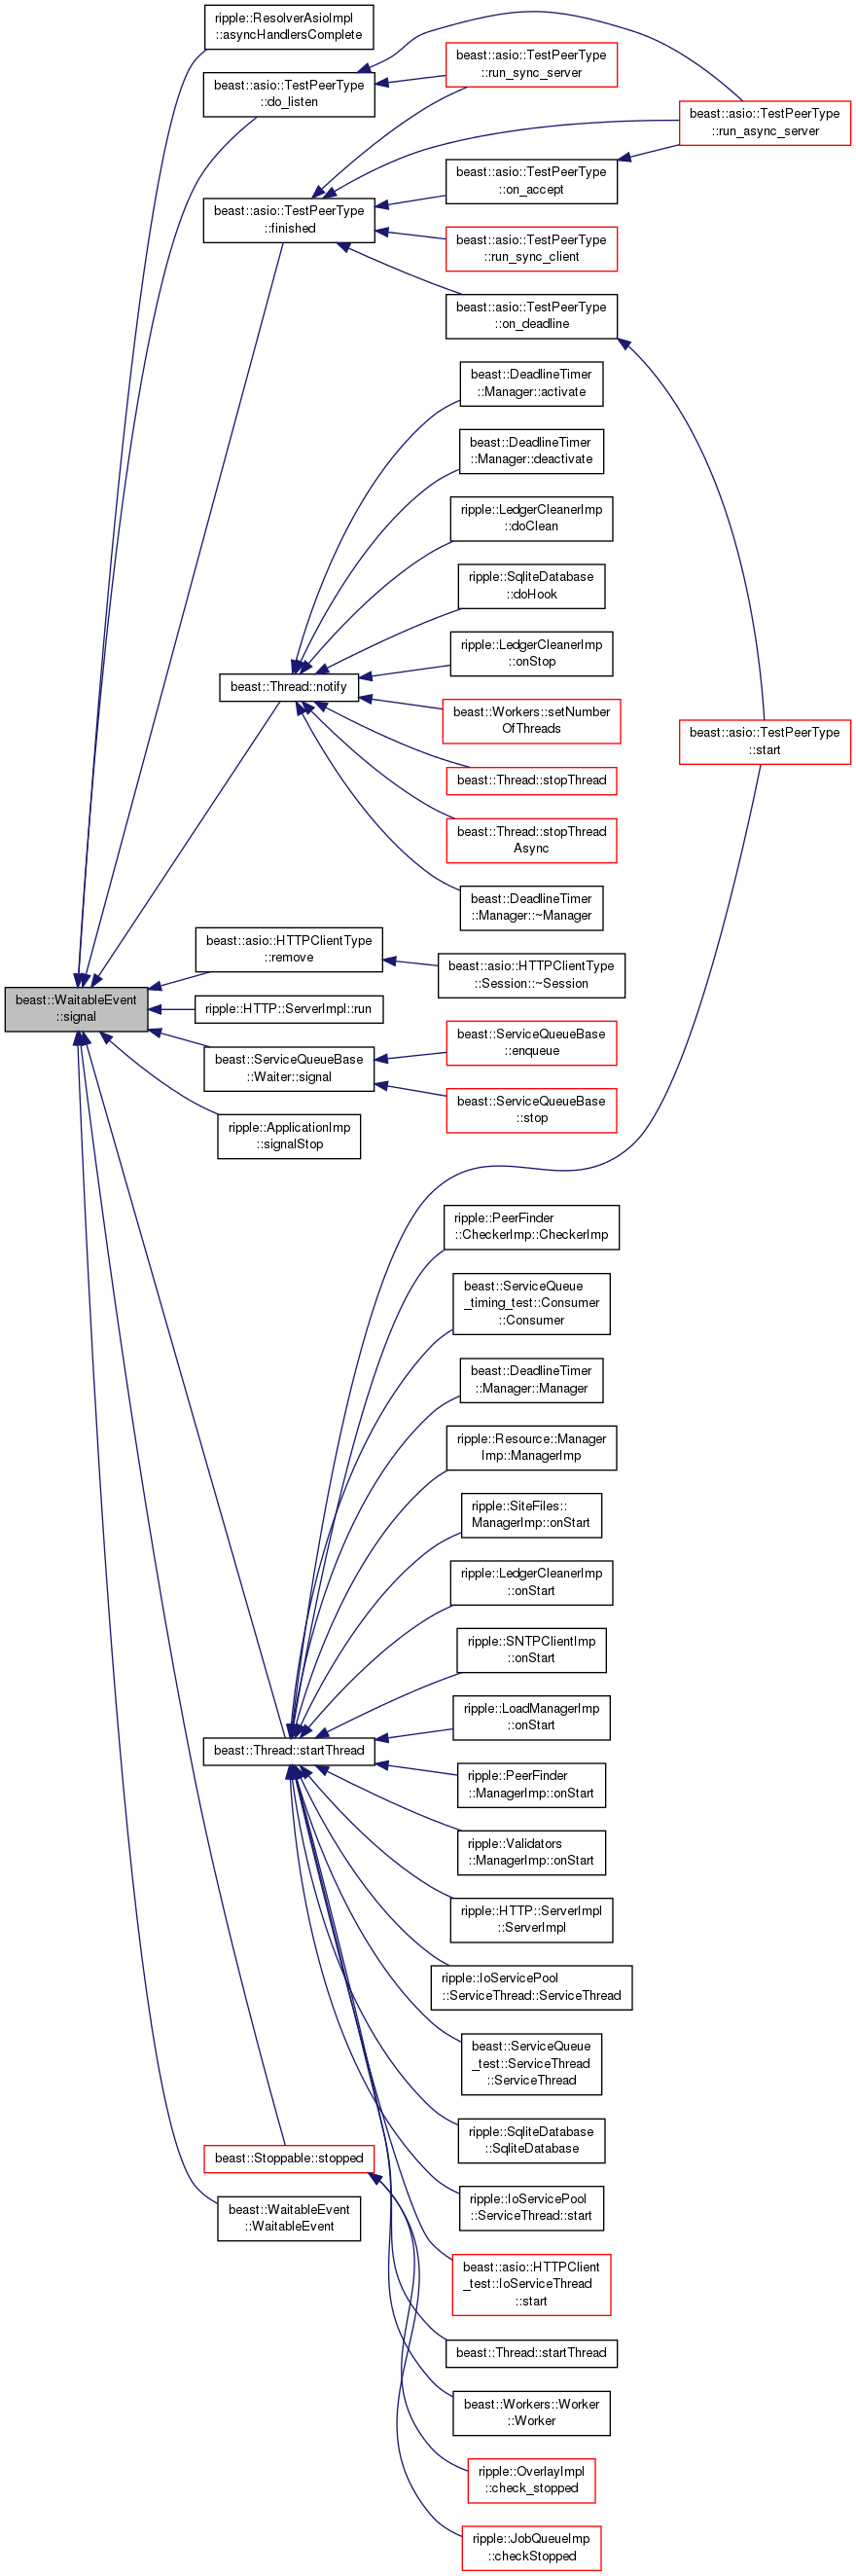 ripple::ResolverAsioImpl
::asyncHandlersComplete
beast::asio::TestPeerType
::run_sync_server
beast::asio::TestPeerType
::do_listen
beast::asio::TestPeerType
::run_async_server
beast::asio::TestPeerType
::on_accept
beast::asio::TestPeerType
::finished
beast::asio::TestPeerType
::run_sync_client
beast::asio::TestPeerType
::on_deadline
beast::DeadlineTimer
::Manager::activate
beast::DeadlineTimer
::Manager::deactivate
ripple::LedgerCleanerImp
::doClean
ripple::SqliteDatabase
::doHook
ripple::LedgerCleanerImp
::onStop
beast::Thread::notify
beast::Workers::setNumber
OfThreads
beast::asio::TestPeerType
::start
beast::Thread::stopThread
beast::Thread::stopThread
Async
beast::DeadlineTimer
::Manager::~Manager
beast::asio::HTTPClientType
::remove
beast::asio::HTTPClientType
::Session::~Session
beast::WaitableEvent
::signal
ripple::HTTP::ServerImpl::run
beast::ServiceQueueBase
::enqueue
beast::ServiceQueueBase
::Waiter::signal
beast::ServiceQueueBase
::stop
ripple::ApplicationImp
::signalStop
ripple::PeerFinder
::CheckerImp::CheckerImp
beast::ServiceQueue
_timing_test::Consumer
::Consumer
beast::DeadlineTimer
::Manager::Manager
ripple::Resource::Manager
Imp::ManagerImp
ripple::SiteFiles::
ManagerImp::onStart
ripple::LedgerCleanerImp
::onStart
ripple::SNTPClientImp
::onStart
ripple::LoadManagerImp
::onStart
beast::Thread::startThread
ripple::PeerFinder
::ManagerImp::onStart
ripple::Validators
::ManagerImp::onStart
ripple::HTTP::ServerImpl
::ServerImpl
ripple::IoServicePool
::ServiceThread::ServiceThread
beast::ServiceQueue
_test::ServiceThread
::ServiceThread
ripple::SqliteDatabase
::SqliteDatabase
beast::Stoppable::stopped
ripple::IoServicePool
::ServiceThread::start
beast::WaitableEvent
::WaitableEvent
beast::asio::HTTPClient
_test::IoServiceThread
::start
beast::Thread::startThread
beast::Workers::Worker
::Worker
ripple::OverlayImpl
::check_stopped
ripple::JobQueueImp
::checkStopped